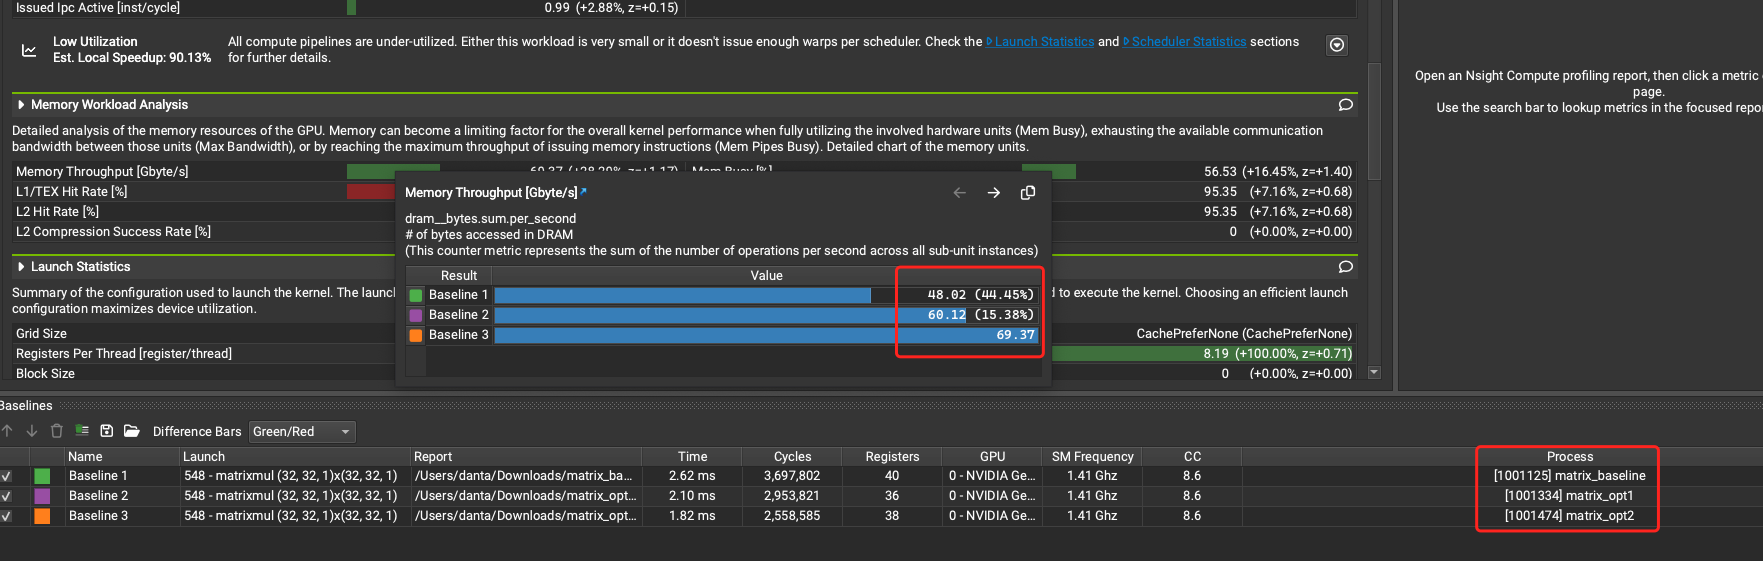 Issued Ipc Active [inst/cycle] 0.99 (+2.88%, z=+0.15)
Low Utilization
Est. Local Speedup: 90.13%
All compute pipelines are under-utilized. Either this workload is very small or it doesn't issue enough warps per scheduler. Check the Launch Statistics and Scheduler Statistics sections
for further details.
Memory Workload Analysis
Detailed analysis of the memory resources of the GPU. Memory can become a limiting factor for the overall kernel performance when fully utilizing the involved hardware units (Mem Busy), exhausting the available communication
bandwidth between those units (Max Bandwidth), or by reaching the maximum throughput of issuing memory instructions (Mem Pipes Busy). Detailed chart of the memory units.
Memory Throughput [Gbyte/s] 56.53 (+16.45%, z=+1.40)
L1/TEX Hit Rate [%] 95.35 (+7.16%, z=+0.68)
L2 Hit Rate [%] 95.35 (+7.16%, z=+0.68)
L2 Compression Success Rate [%] 0 (+0.00%, z=+0.00)
Memory Throughput [Gbyte/s]
dram__bytes.sum.per_second
# of bytes accessed in DRAM
(This counter metric represents the sum of the number of operations per second across all sub-unit instances)
Result Value
Baseline 1 48.02 (44.45%)
Baseline 2 60.12 (15.38%)
Baseline 3 69.37
Launch Statistics
Summary of the configuration used to launch the kernel. The launc d to execute the kernel. Choosing an efficient launch
configuration maximizes device utilization.
Grid Size CachePreferNone (CachePreferNone)
Registers Per Thread [register/thread] 8.19 (+100.00%, z=+0.71)
Block Size 0 (+0.00%, z=+0.00)
Open an Nsight Compute profiling report, then click a metric
page.
Use the search bar to lookup metrics in the focused repo
Baselines
Difference Bars Green/Red
Name Launch Report Time Cycles Registers GPU SM Frequency CC Process
Baseline 1 548 - matrixmul (32, 32, 1)x(32, 32, 1) /Users/danta/Downloads/matrix_ba... 2.62 ms 3,697,802 40 0 - NVIDIA Ge... 1.41 Ghz 8.6 [1001125] matrix_baseline
Baseline 2 548 - matrixmul (32, 32, 1)x(32, 32, 1) /Users/danta/Downloads/matrix_opt... 2.10 ms 2,953,821 36 0 - NVIDIA Ge... 1.41 Ghz 8.6 [1001334] matrix_opt1
Baseline 3 548 - matrixmul (32, 32, 1)x(32, 32, 1) /Users/danta/Downloads/matrix_opt... 1.82 ms 2,558,585 38 0 - NVIDIA Ge... 1.41 Ghz 8.6 [1001474] matrix_opt2